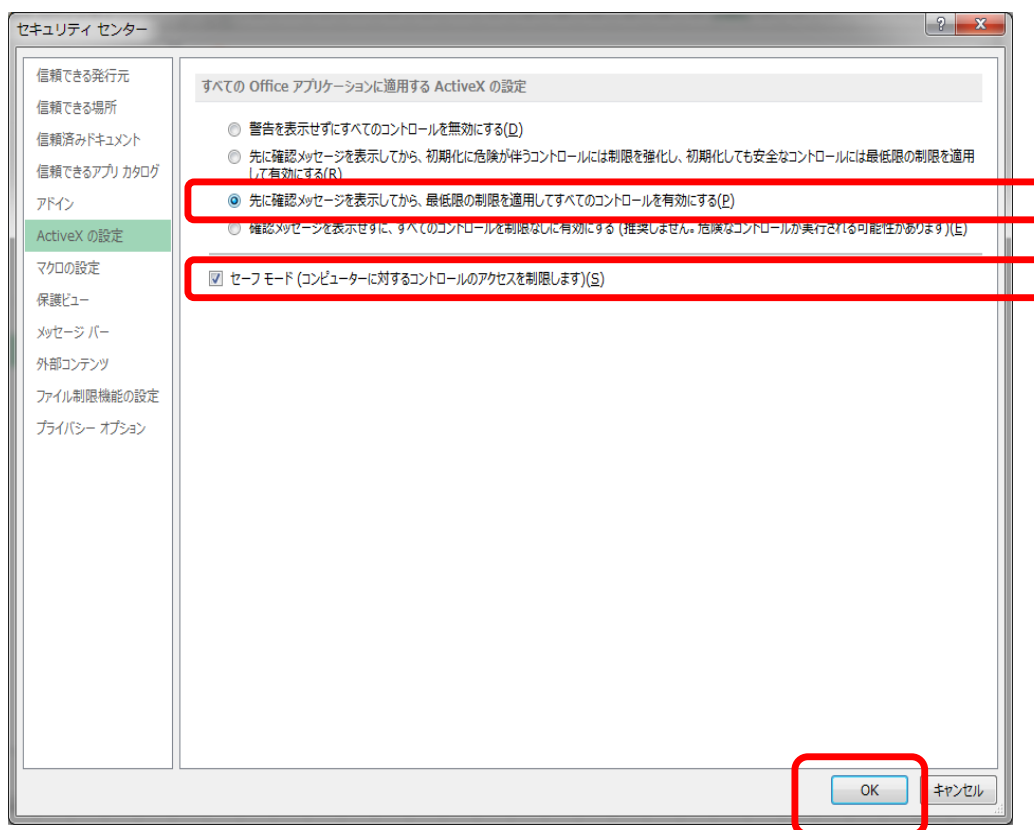 セキュリティ センター
信頼できる発行元
信頼できる場所
信頼済みドキュメント
信頼できるアプリ カタログ
アドイン
ActiveX の設定
マクロの設定
保護ビュー
メッセージ バー
外部コンテンツ
ファイル制限機能の設定
プライバシー オプション
すべての Office アプリケーションに適用する ActiveX の設定
警告を表示せずにすべてのコントロールを無効にする(D)
先に確認メッセージを表示してから、初期化に危険が伴うコントロールには制限を強化し、初期化しても安全なコントロールには最低限の制限を適用
して有効にする(R)
先に確認メッセージを表示してから、最低限の制限を適用してすべてのコントロールを有効にする(P)
確認メッセージを表示せずに、すべてのコントロールを制限なしに有効にする (推奨しません。危険なコントロールが実行される可能性があります)(E)
セーフ モード (コンピューターに対するコントロールのアクセスを制限します)(S)
OK
キャンセル